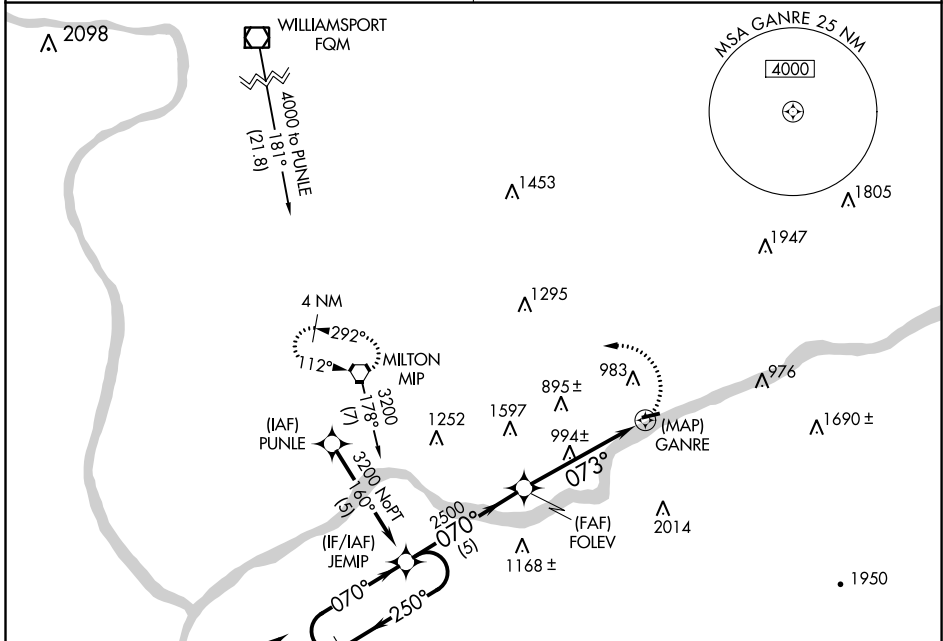 2098
WILLIAMSPORT
FQM
4000 to PUNLE
181°
(21.8)
MSA GANRE 25 NM
4000
1453
1805
1947
1295
4 NM
292°
112°
MILTON
MIP
3200
178°
(7)
983
976
895 ±
1252
1597
994±
1690 ±
(IAF)
PUNLE
(MAP)
GANRE
3200 NoPT
160°
(5)
073°
2500
070°
(5)
(FAF)
FOLEV
2014
(IF/IAF)
JEMIP
1168 ±
1950
070°
250°